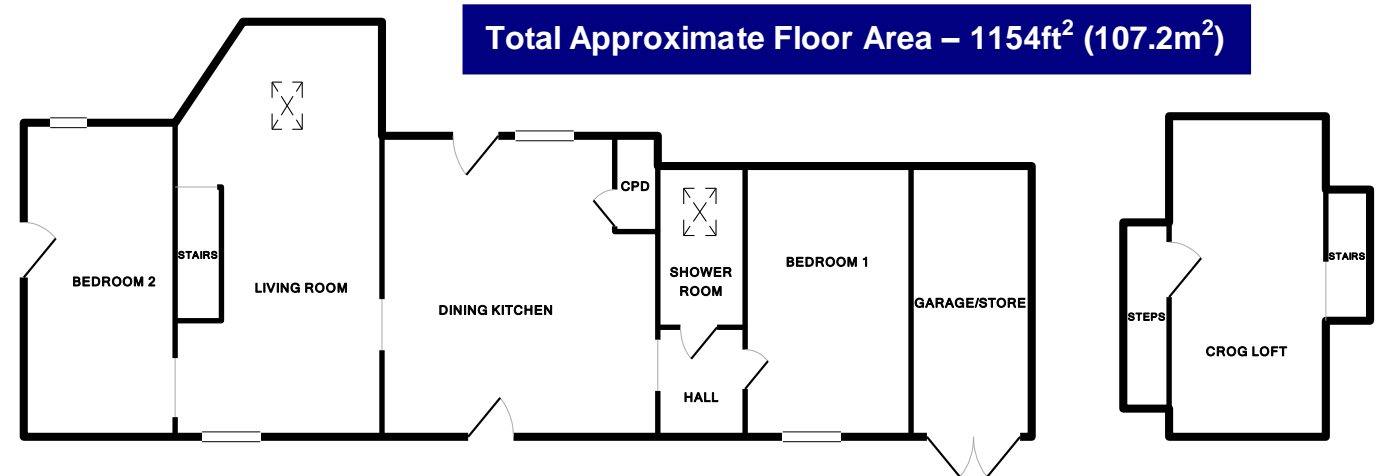 Total Approximate Floor Area – 1154ft² (107.2m²)
CPD
STAIRS
BEDROOM 2
LIVING ROOM
DINING KITCHEN
SHOWER
ROOM
HALL
BEDROOM 1
GARAGE/STORE
STEPS
STAIRS
CROG LOFT